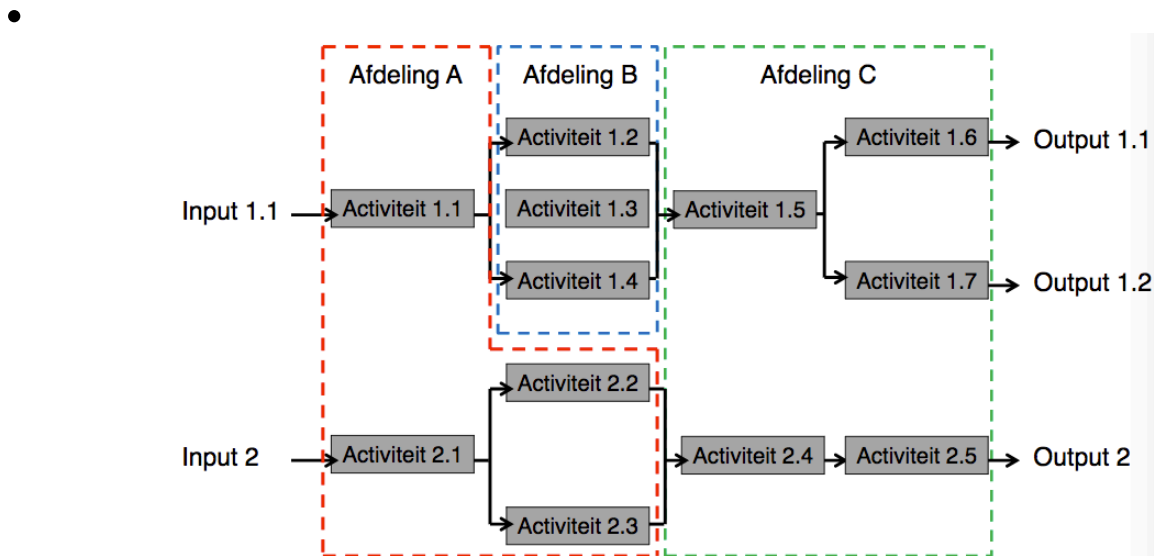 Afdeling A
Afdeling B
Afdeling C
Activiteit 1.2
Activiteit 1.6
Output 1.1
Input 1.1
Activiteit 1.1
Activiteit 1.3
Activiteit 1.5
Activiteit 1.4
Activiteit 1.7
Output 1.2
Activiteit 2.2
Input 2
Activiteit 2.1
Activiteit 2.4
Activiteit 2.5
Output 2
Activiteit 2.3